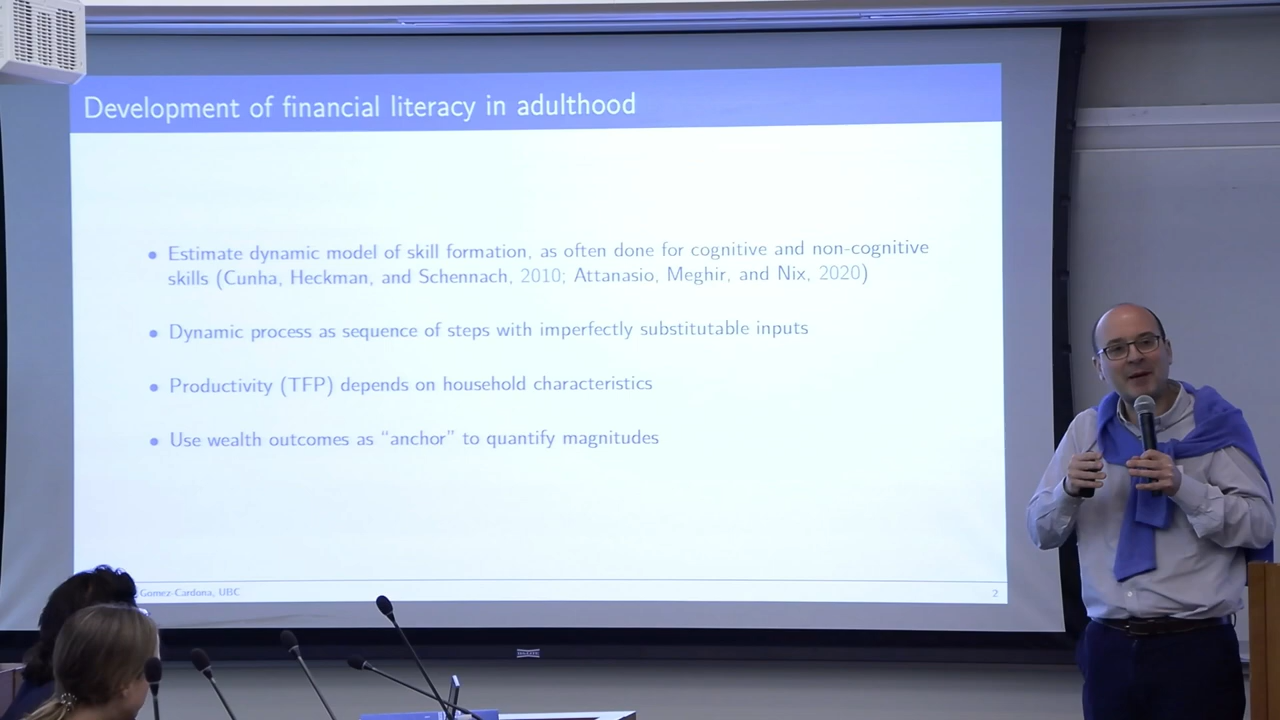 Development of financial literacy in adulthood
Estimate dynamic model of skill formation, as often done for cognitive and non-cognitive
skills (Cunha, Heckman, and Schennach, 2010; Attanasio, Meghir, and Nix, 2020)
Dynamic process as sequence of steps with imperfectly substitutable inputs
Productivity (TFP) depends on household characteristics
Use wealth outcomes as “anchor” to quantify magnitudes
Gomez-Cardona, UBC
2